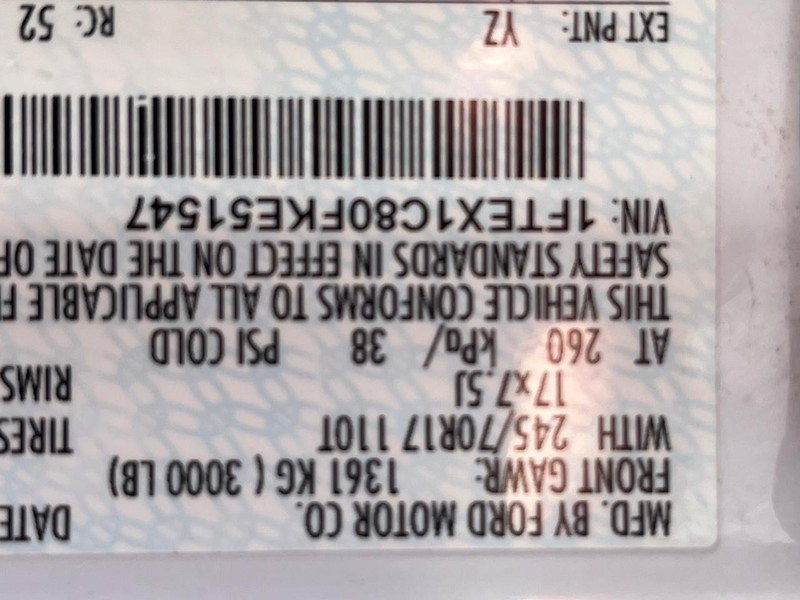 MFD. BY FORD MOTOR CO. DATE
FRONT GAWR: 1361 KG ( 3000 LB)
WITH 245/70R17 110T TIRES
17x7.5J RIMS
AT 260 kPa/ 38 PSI COLD
THIS VEHICLE CONFORMS TO ALL APPLICABLE F
SAFETY STANDARDS IN EFFECT ON THE DATE OF
VIN: 1FTEX1C80FKE51547
EXT PNT: YZ RC: 52